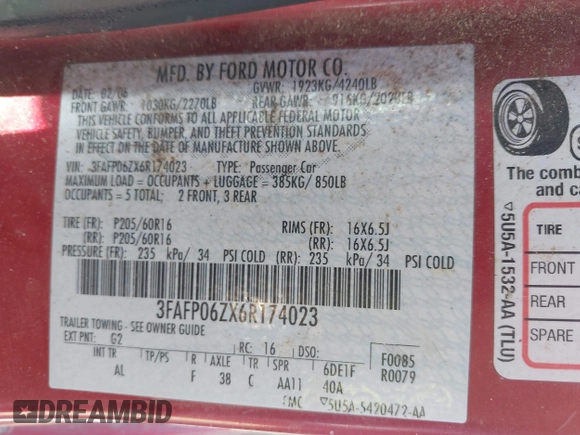 MFD. BY FORD MOTOR CO.
DATE: 02/06 GVWR: 1923KG/4240LB
FRONT GAWR: 1030KG/2270LB REAR GAWR: 916KG/2020LB
THIS VEHICLE CONFORMS TO ALL APPLICABLE FEDERAL MOTOR
VEHICLE SAFETY, BUMPER, AND THEFT PREVENTION STANDARDS
IN EFFECT ON THE DATE OF MANUFACTURE SHOWN ABOVE.
VIN: 3FAFP06ZX6R174023 TYPE: Passenger Car
MAXIMUM LOAD = OCCUPANTS + LUGGAGE = 385KG/ 850LB
OCCUPANTS = 5 TOTAL: 2 FRONT, 3 REAR
TIRE (FR): P205/60R16 RIMS (FR): 16X6.5J
(RR): P205/60R16 (RR): 16X6.5J
PRESSURE (FR): 235 kPa/ 34 PSI COLD (RR): 235 kPa/ 34 PSI COLD
3FAFP06ZX6R174023
TRAILER TOWING - SEE OWNER GUIDE
EXT PNT: G2 RC: 16 DSO: F0085
INT TR TP/PS R AXLE TR SPR 6DE1F R0079
AL F 38 C AA11 40A
FMC ▽5U5A-5420472-AA
▽5U5A-1532-AA (TLU)
The comb
and ca
TIRE
FRONT
REAR
SPARE
DREAMBID